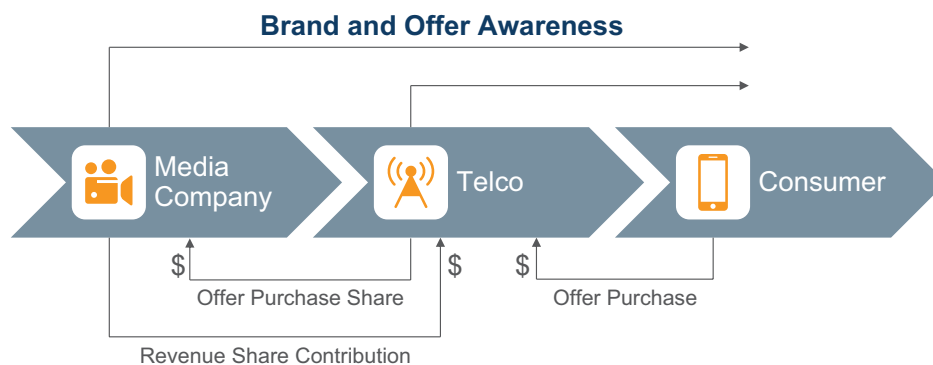 Brand and Offer Awareness
Media
Company
Telco
Consumer
$
$
$
Offer Purchase Share
Offer Purchase
Revenue Share Contribution